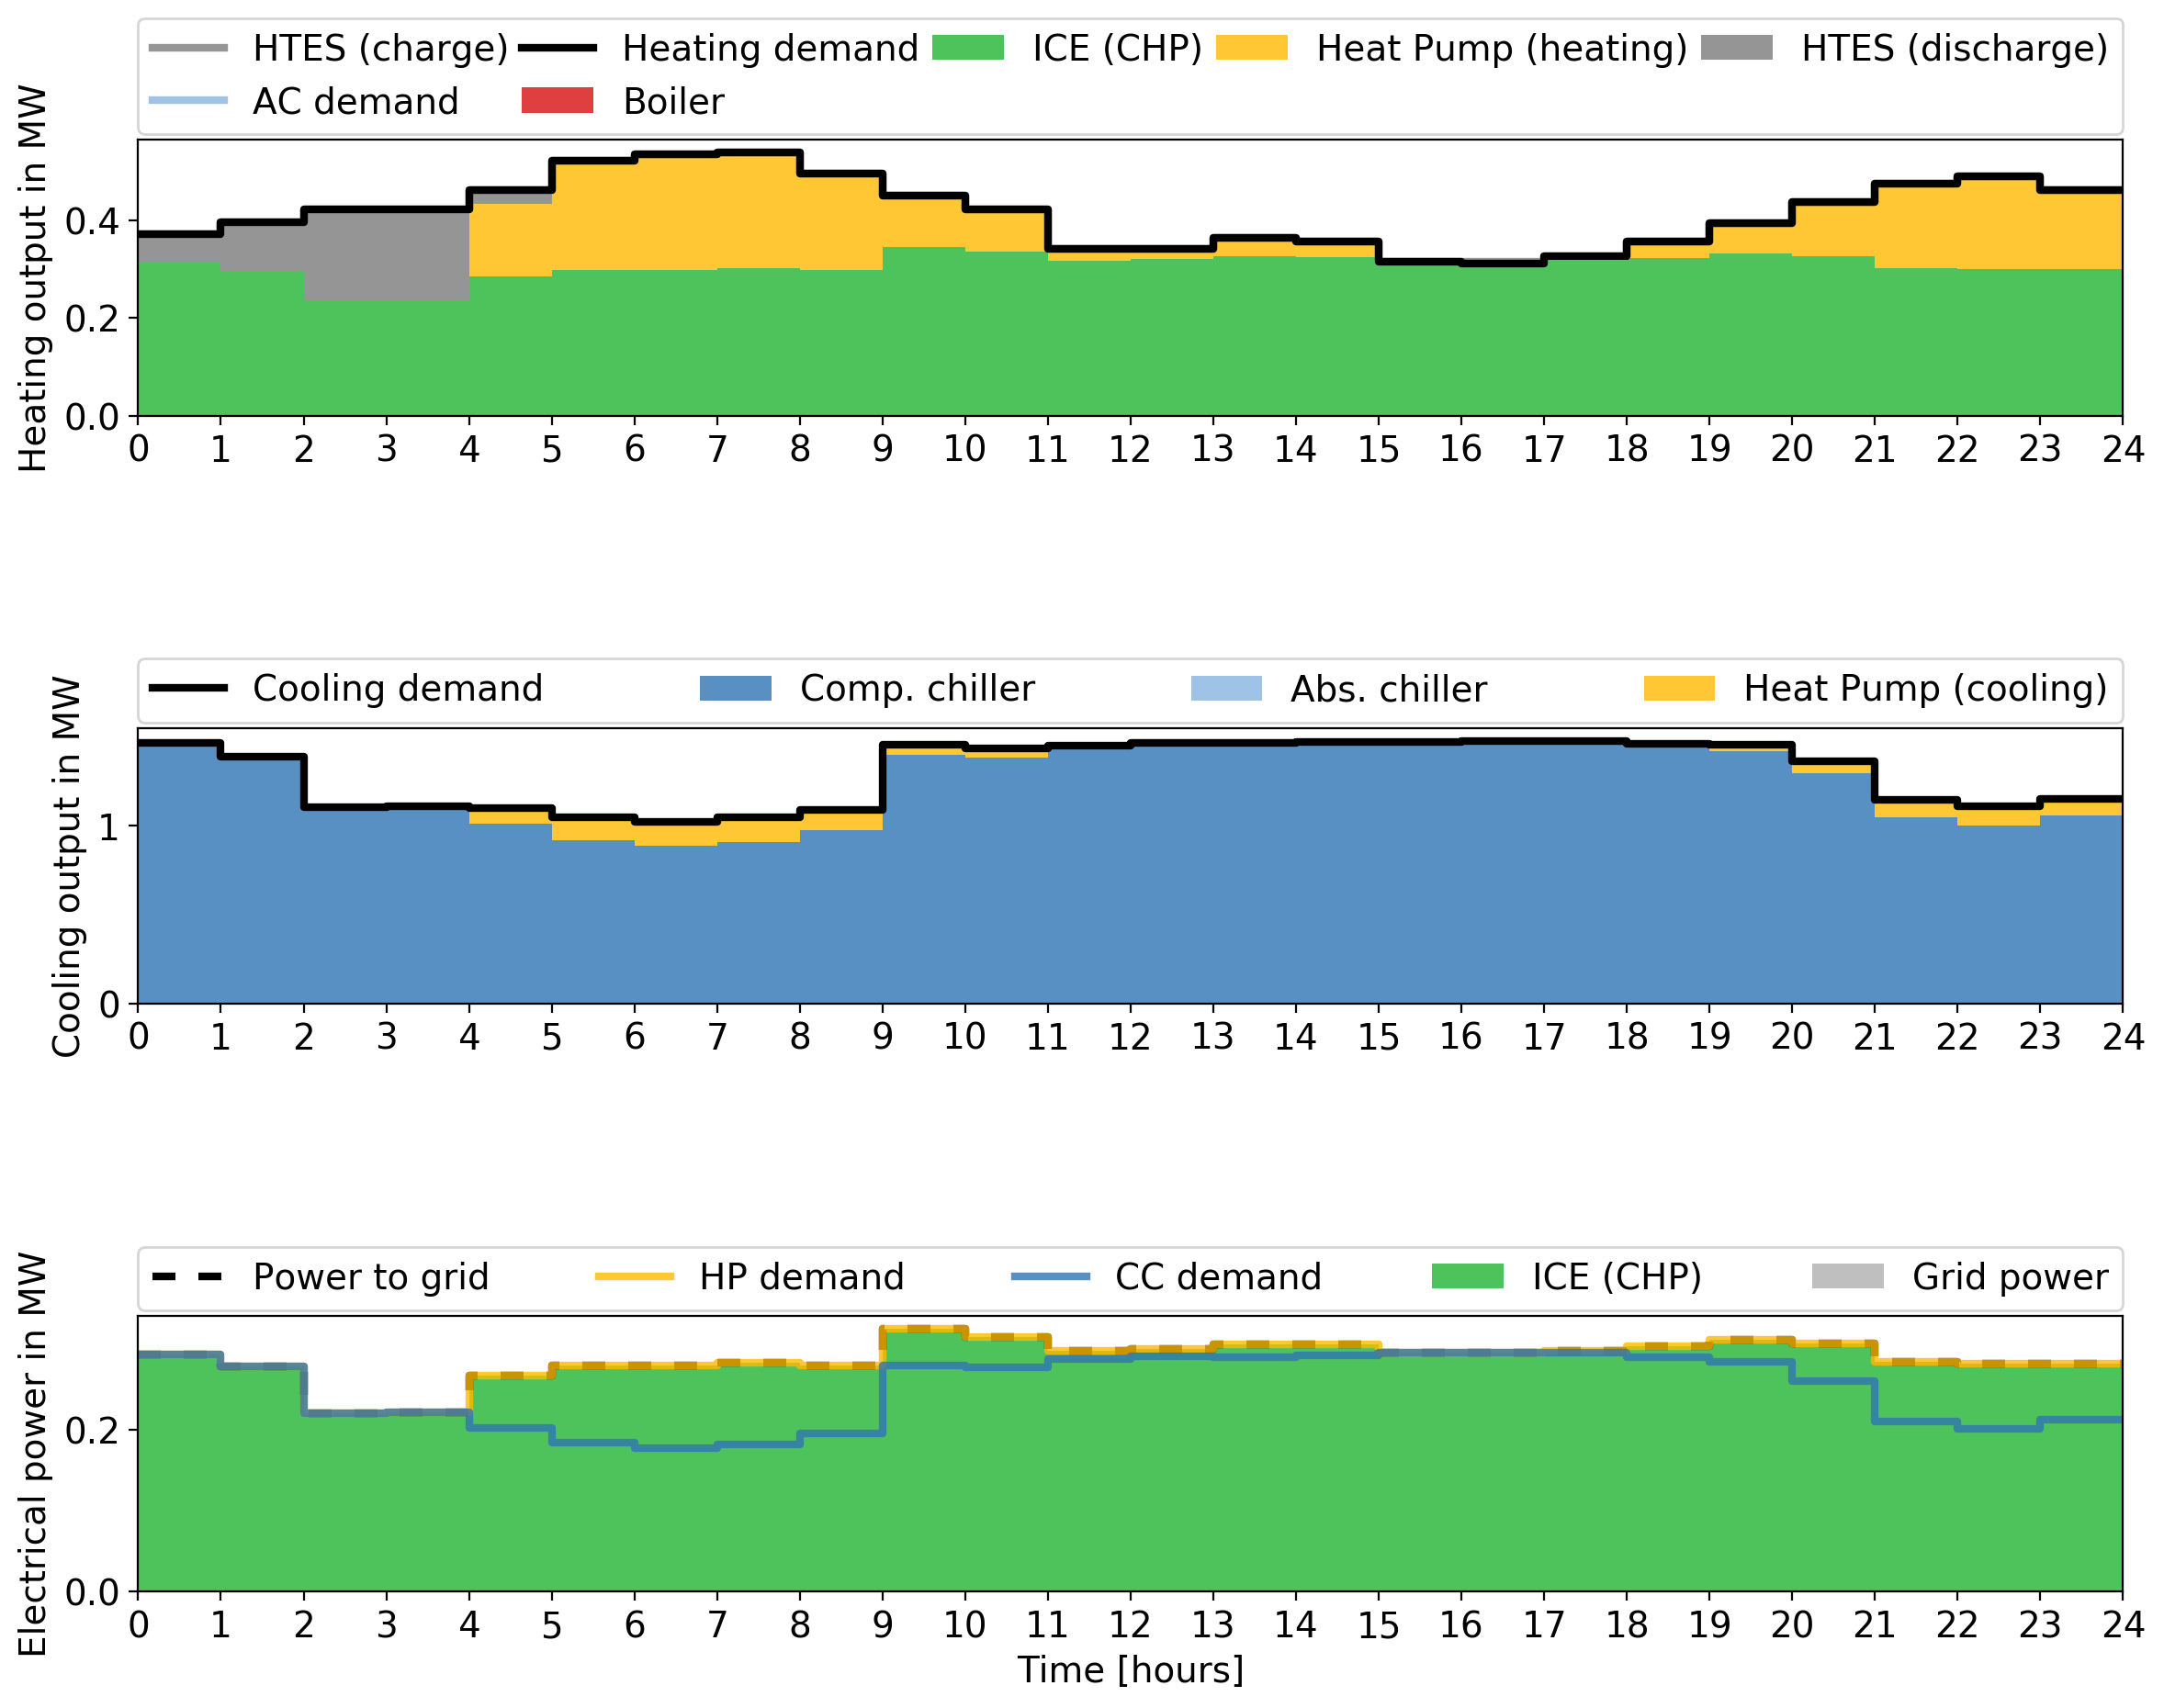 HTES (charge) Heating demand ICE (CHP) Heat Pump (heating) HTES (discharge)
AC demand Boiler
Heating output in MW
0.4
0.2
0.0
0 1 2 3 4 5 6 7 8 9 10 11 12 13 14 15 16 17 18 19 20 21 22 23 24
Cooling demand Comp. chiller Abs. chiller Heat Pump (cooling)
Cooling output in MW
1
0
0 1 2 3 4 5 6 7 8 9 10 11 12 13 14 15 16 17 18 19 20 21 22 23 24
Power to grid HP demand CC demand ICE (CHP) Grid power
Electrical power in MW
0.2
0.0
0 1 2 3 4 5 6 7 8 9 10 11 12 13 14 15 16 17 18 19 20 21 22 23 24
Time [hours]